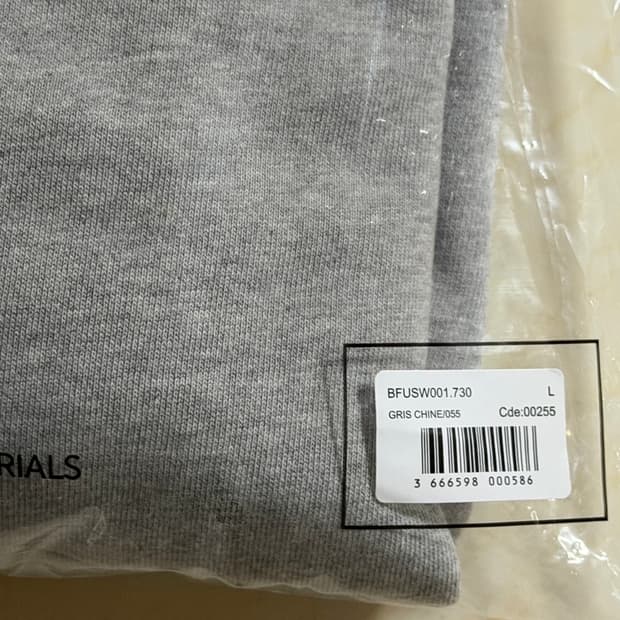 BFUSW001.730 L
GRIS CHINE/055 Cde:00255
3 666598 000586
RIALS